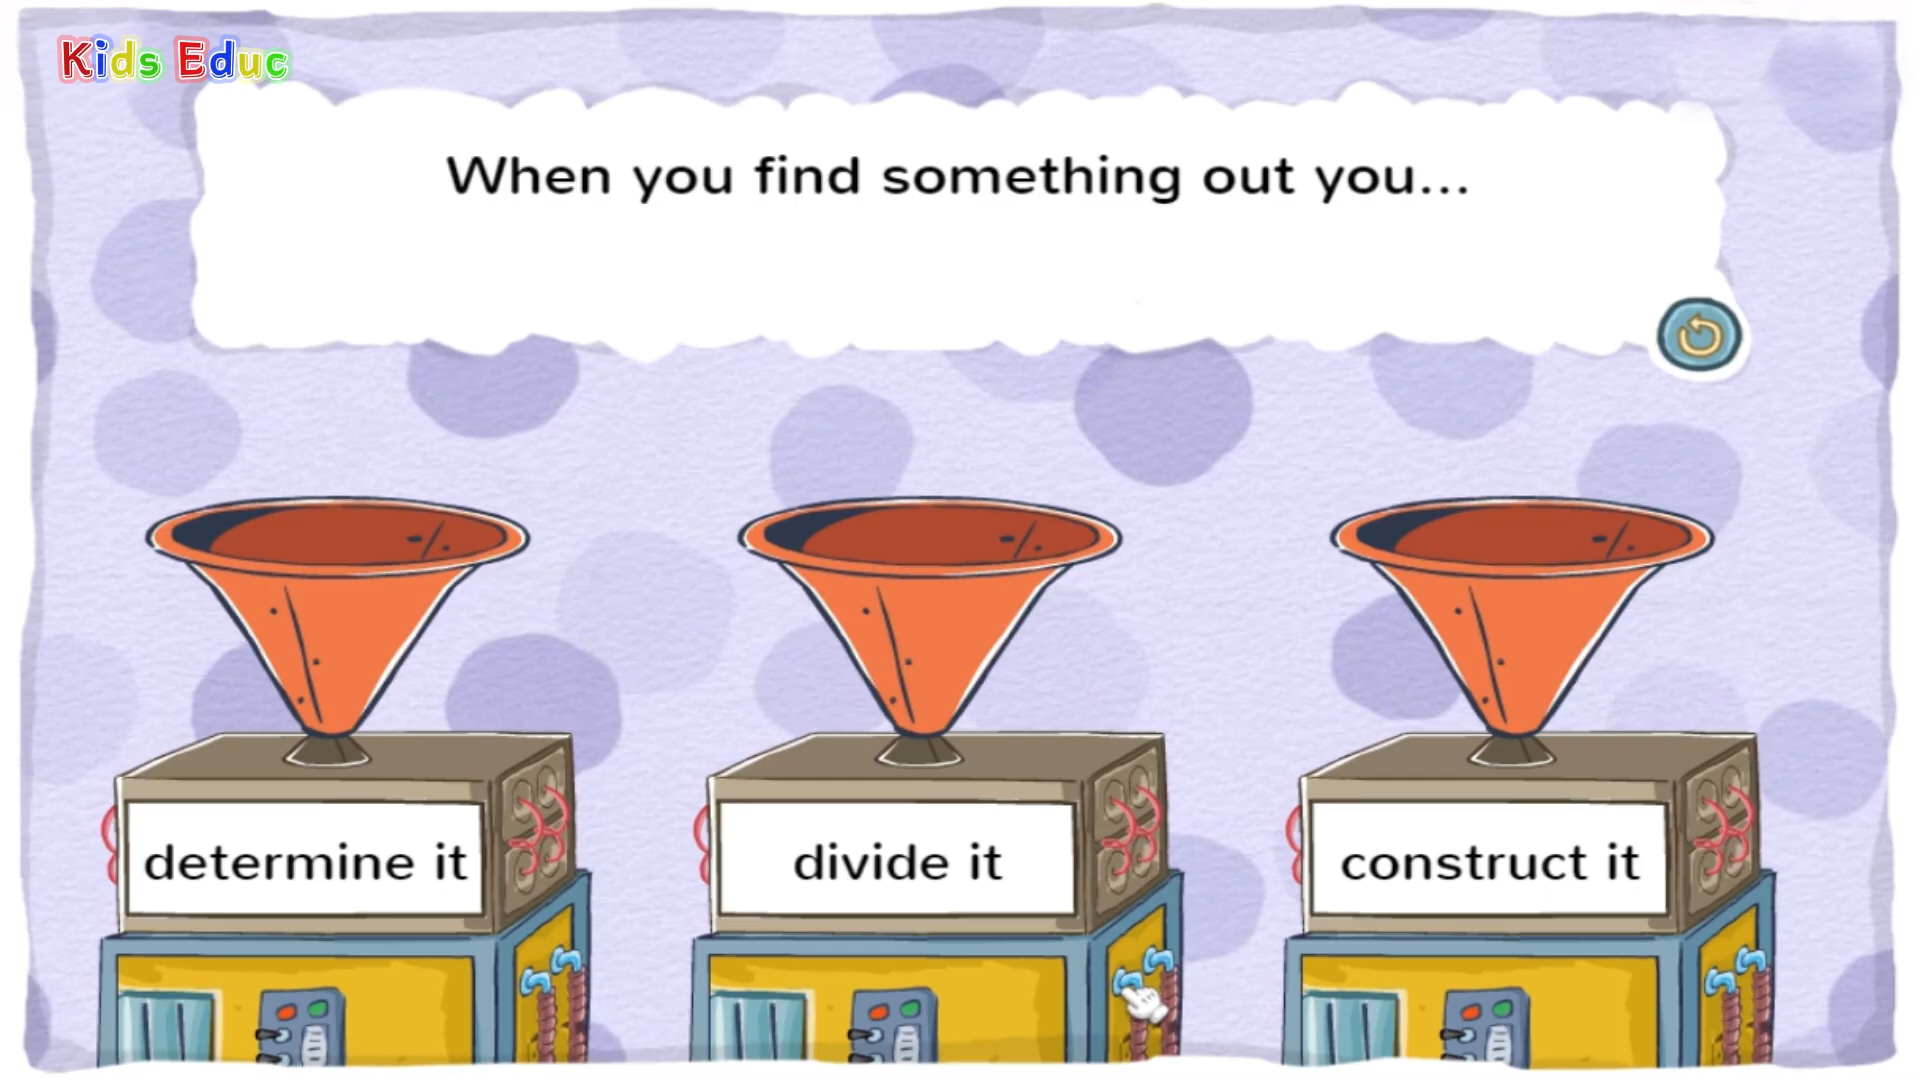 Kids Educ
When you find something out you...
determine it
divide it
construct it